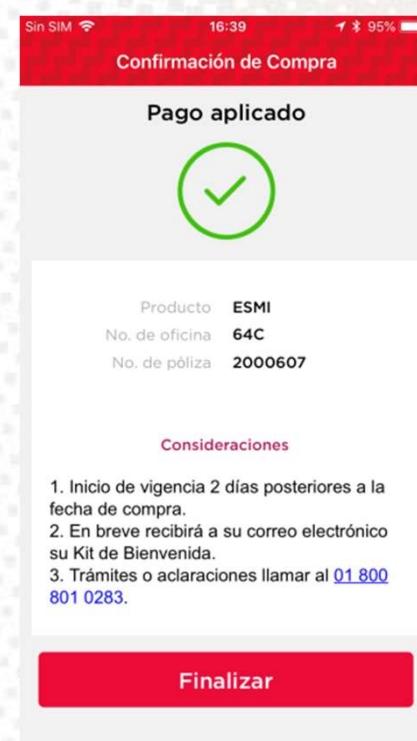 Sin SIM 16:39 95%
Confirmación de Compra
Pago aplicado
Producto ESMI
No. de oficina 64C
No. de póliza 2000607
Consideraciones
1. Inicio de vigencia 2 días posteriores a la
fecha de compra.
2. En breve recibirá a su correo electrónico
su Kit de Bienvenida.
3. Trámites o aclaraciones llamar al 01 800
801 0283.
Finalizar